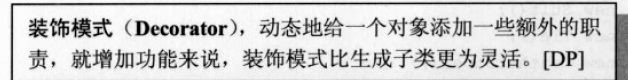 装饰模式（Decorator），动态地给一个对象添加一些额外的职
责，就增加功能来说，装饰模式比生成子类更为灵活。[DP]